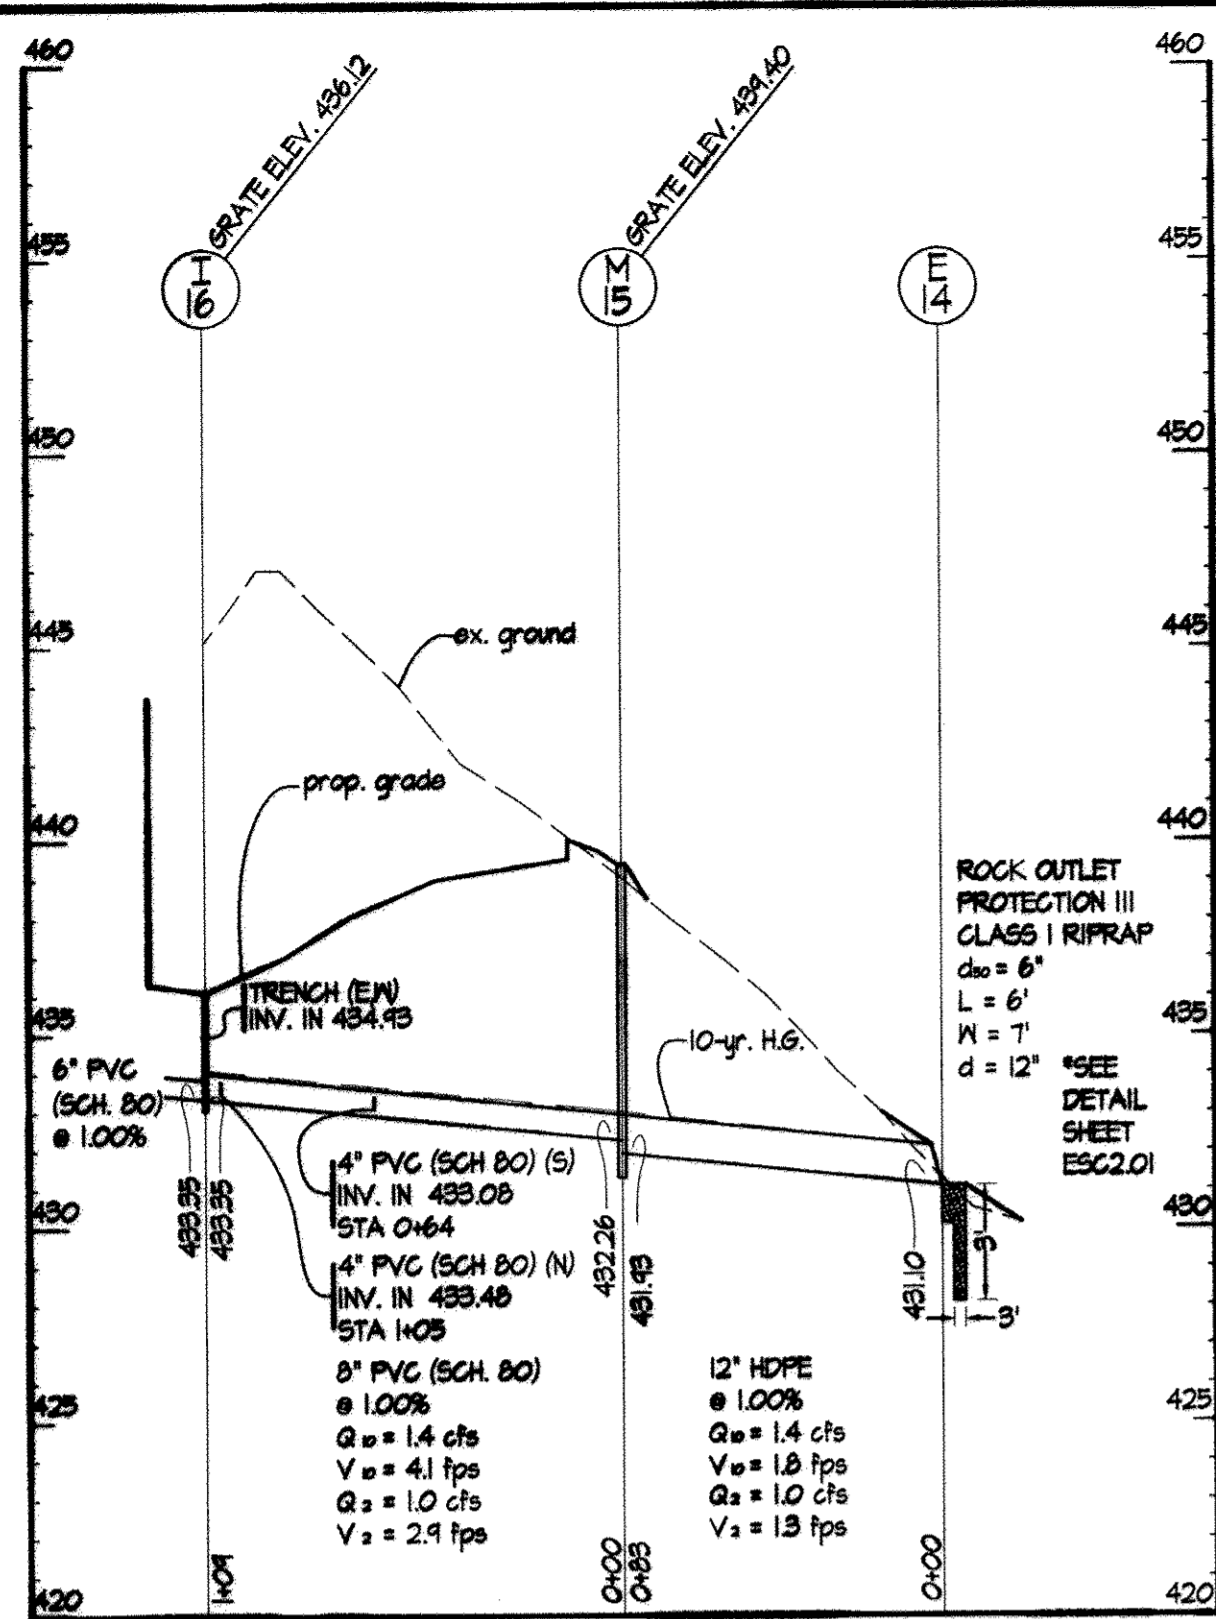 460
455
450
445
440
435
430
425
420
460
455
450
445
440
435
430
425
420
GRATE ELEV. 436.12
GRATE ELEV. 439.40
I
16
M
15
E
14
ex. ground
prop. grade
TRENCH (E,W)
INV. IN 434.93
6" PVC
(SCH. 80)
@ 1.00%
10-yr. H.G.
ROCK OUTLET
PROTECTION III
CLASS I RIPRAP
d50 = 6"
L = 6'
W = 7'
d = 12" *SEE
DETAIL
SHEET
ESC2.01
433.35
433.35
4" PVC (SCH 80) (S)
INV. IN 433.08
STA 0+64
4" PVC (SCH 80) (N)
INV. IN 433.48
STA 1+05
432.26
431.93
431.10
3'
3'
8" PVC (SCH. 80)
@ 1.00%
Q10 = 1.4 cfs
V10 = 4.1 fps
Q2 = 1.0 cfs
V2 = 2.9 fps
12" HDPE
@ 1.00%
Q10 = 1.4 cfs
V10 = 1.8 fps
Q2 = 1.0 cfs
V2 = 1.3 fps
1+09
0+00
0+83
0+00